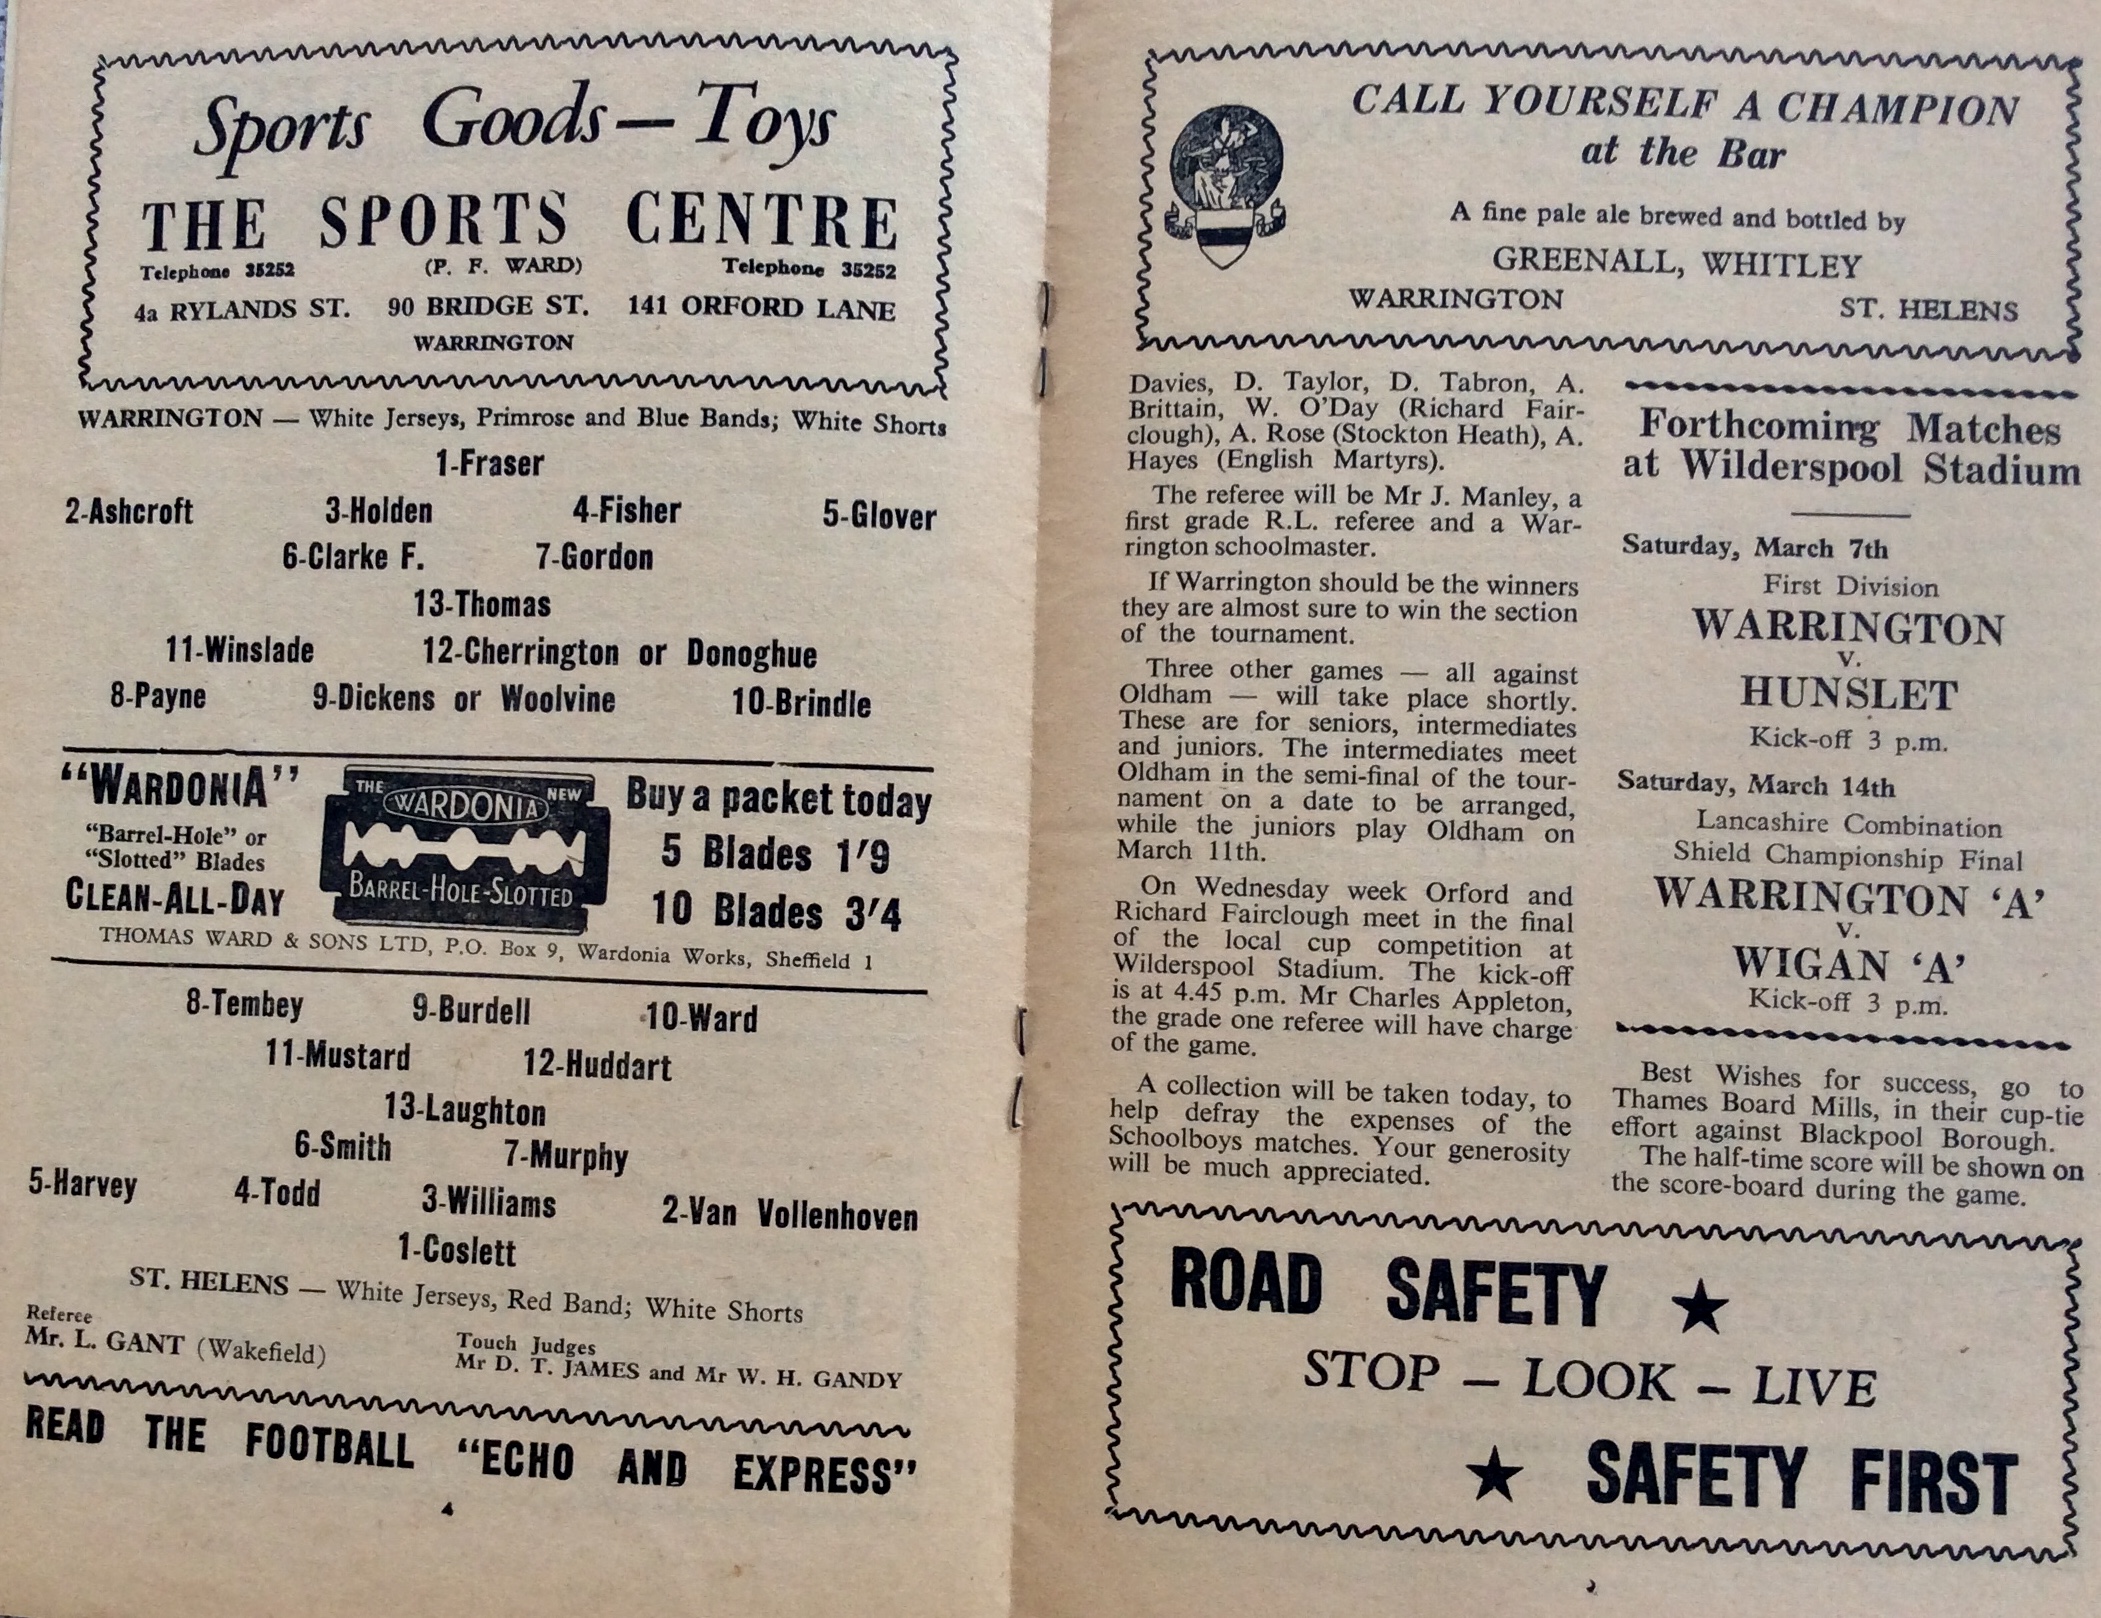 Sports Goods — Toys
THE SPORTS CENTRE
Telephone 35252 (P. F. WARD) Telephone 35252
4a RYLANDS ST. 90 BRIDGE ST. 141 ORFORD LANE
WARRINGTON
WARRINGTON — White Jerseys, Primrose and Blue Bands; White Shorts
1-Fraser
2-Ashcroft 3-Holden 4-Fisher 5-Glover
6-Clarke F. 7-Gordon
13-Thomas
11-Winslade 12-Cherrington or Donoghue
8-Payne 9-Dickens or Woolvine 10-Brindle
“WARDONIA”
“Barrel-Hole” or
“Slotted” Blades
CLEAN-ALL-DAY
THE WARDONIA NEW
BARREL-HOLE-SLOTTED
Buy a packet today
5 Blades 1'9
10 Blades 3'4
THOMAS WARD & SONS LTD, P.O. Box 9, Wardonia Works, Sheffield 1
8-Tembey 9-Burdell 10-Ward
11-Mustard 12-Huddart
13-Laughton
6-Smith 7-Murphy
5-Harvey 4-Todd 3-Williams 2-Van Vollenhoven
1-Coslett
ST. HELENS — White Jerseys, Red Band; White Shorts
Referee
Mr. L. GANT (Wakefield)
Touch Judges
Mr D. T. JAMES and Mr W. H. GANDY
READ THE FOOTBALL “ECHO AND EXPRESS”
CALL YOURSELF A CHAMPION
at the Bar
A fine pale ale brewed and bottled by
GREENALL, WHITLEY
WARRINGTON ST. HELENS
Davies, D. Taylor, D. Tabron, A.
Brittain, W. O'Day (Richard Fair-
clough), A. Rose (Stockton Heath), A.
Hayes (English Martyrs).
The referee will be Mr J. Manley, a
first grade R.L. referee and a War-
rington schoolmaster.
If Warrington should be the winners
they are almost sure to win the section
of the tournament.
Three other games — all against
Oldham — will take place shortly.
These are for seniors, intermediates
and juniors. The intermediates meet
Oldham in the semi-final of the tour-
nament on a date to be arranged,
while the juniors play Oldham on
March 11th.
On Wednesday week Orford and
Richard Fairclough meet in the final
of the local cup competition at
Wilderspool Stadium. The kick-off
is at 4.45 p.m. Mr Charles Appleton,
the grade one referee will have charge
of the game.
A collection will be taken today, to
help defray the expenses of the
Schoolboys matches. Your generosity
will be much appreciated.
Forthcoming Matches
at Wilderspool Stadium
Saturday, March 7th
First Division
WARRINGTON
v.
HUNSLET
Kick-off 3 p.m.
Saturday, March 14th
Lancashire Combination
Shield Championship Final
WARRINGTON ‘A’
v.
WIGAN ‘A’
Kick-off 3 p.m.
Best Wishes for success, go to
Thames Board Mills, in their cup-tie
effort against Blackpool Borough.
The half-time score will be shown on
the score-board during the game.
ROAD SAFETY ★
STOP — LOOK — LIVE
★ SAFETY FIRST